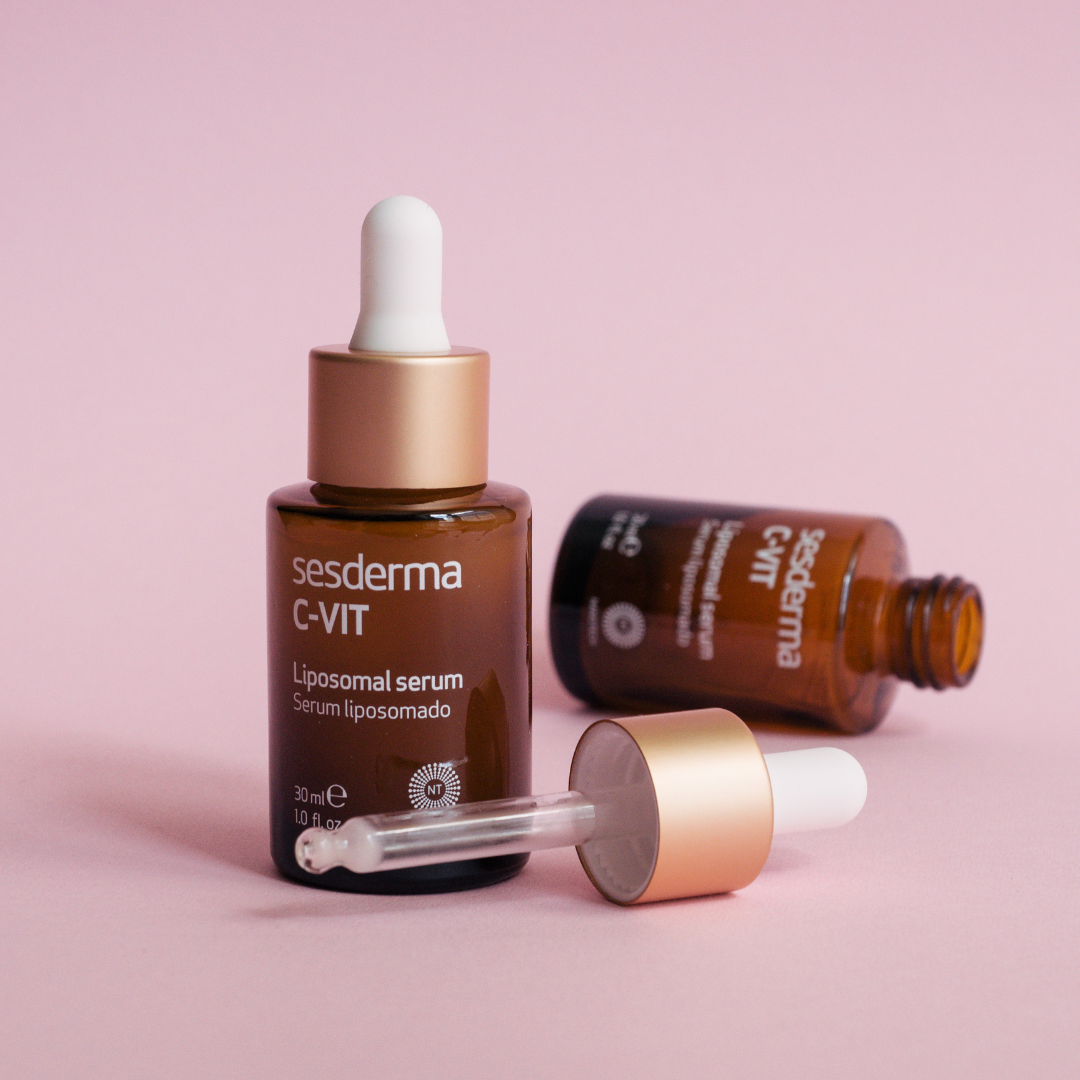 sesderma
C-VIT
Liposomal serum
Serum liposomado
30 ml ℮
NT
1.0 fl. oz
sesderma
C-VIT
Liposomal serum
Serum liposomado